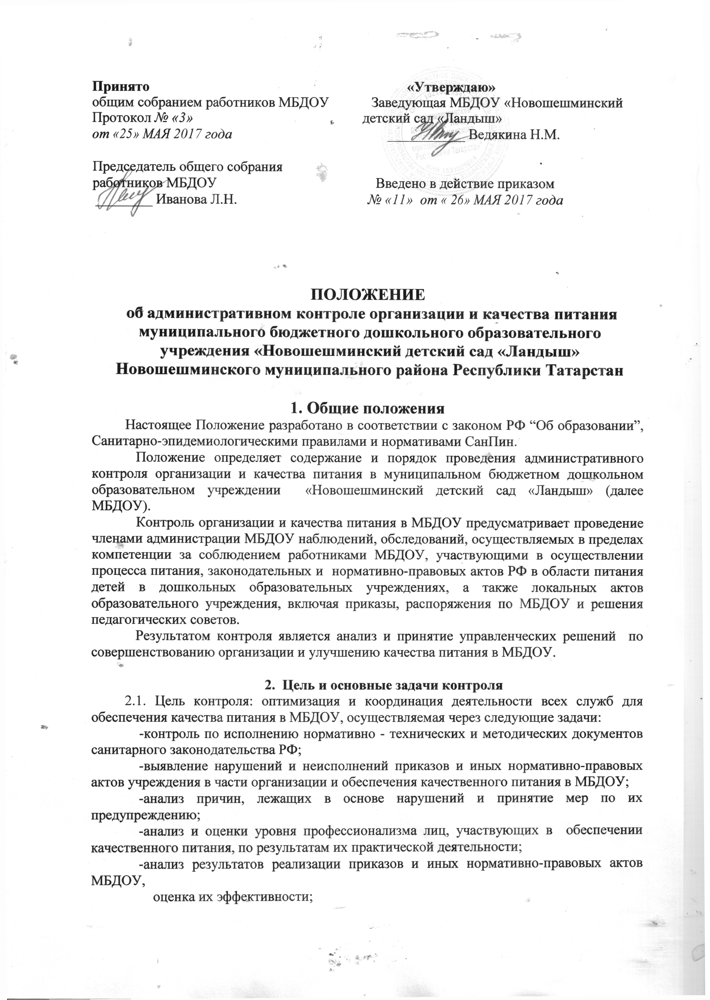 Принято
общим собранием работников МБДОУ
Протокол № «3»
от «25» МАЯ 2017 года
Председатель общего собрания
работников МБДОУ
_________ Иванова Л.Н.
«Утверждаю»
Заведующая МБДОУ «Новошешминский
детский сад «Ландыш»
____________ Ведякина Н.М.
Введено в действие приказом
№ «11»  от « 26» МАЯ 2017 года
ПОЛОЖЕНИЕ
об административном контроле организации и качества питания
муниципального бюджетного дошкольного образовательного
учреждения «Новошешминский детский сад «Ландыш»
Новошешминского муниципального района Республики Татарстан
1. Общие положения
Настоящее Положение разработано в соответствии с законом РФ “Об образовании”,
Санитарно-эпидемиологическими правилами и нормативами СанПин.
Положение определяет содержание и порядок проведения административного
контроля организации и качества питания в муниципальном бюджетном дошкольном
образовательном учреждении «Новошешминский детский сад «Ландыш» (далее
МБДОУ).
Контроль организации и качества питания в МБДОУ предусматривает проведение
членами администрации МБДОУ наблюдений, обследований, осуществляемых в пределах
компетенции за соблюдением работниками МБДОУ, участвующими в осуществлении
процесса питания, законодательных и нормативно-правовых актов РФ в области питания
детей в дошкольных образовательных учреждениях, а также локальных актов
образовательного учреждения, включая приказы, распоряжения по МБДОУ и решения
педагогических советов.
Результатом контроля является анализ и принятие управленческих решений по
совершенствованию организации и улучшению качества питания в МБДОУ.
2. Цель и основные задачи контроля
2.1. Цель контроля: оптимизация и координация деятельности всех служб для
обеспечения качества питания в МБДОУ, осуществляемая через следующие задачи:
-контроль по исполнению нормативно - технических и методических документов
санитарного законодательства РФ;
-выявление нарушений и неисполнений приказов и иных нормативно-правовых
актов учреждения в части организации и обеспечения качественного питания в МБДОУ;
-анализ причин, лежащих в основе нарушений и принятие мер по их
предупреждению;
-анализ и оценки уровня профессионализма лиц, участвующих в обеспечении
качественного питания, по результатам их практической деятельности;
-анализ результатов реализации приказов и иных нормативно-правовых актов
МБДОУ,
оценка их эффективности;